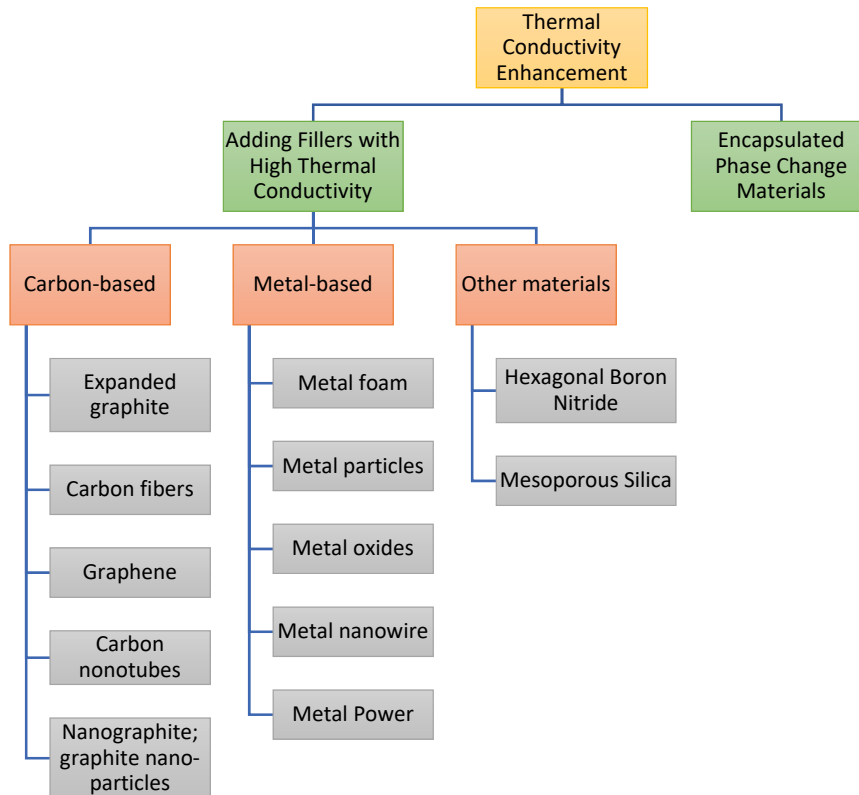 Thermal
Conductivity
Enhancement
Adding Fillers with
High Thermal
Conductivity
Encapsulated
Phase Change
Materials
Carbon-based
Metal-based
Other materials
Expanded
graphite
Carbon fibers
Graphene
Carbon
nonotubes
Nanographite;
graphite nano-
particles
Metal foam
Metal particles
Metal oxides
Metal nanowire
Metal Power
Hexagonal Boron
Nitride
Mesoporous Silica